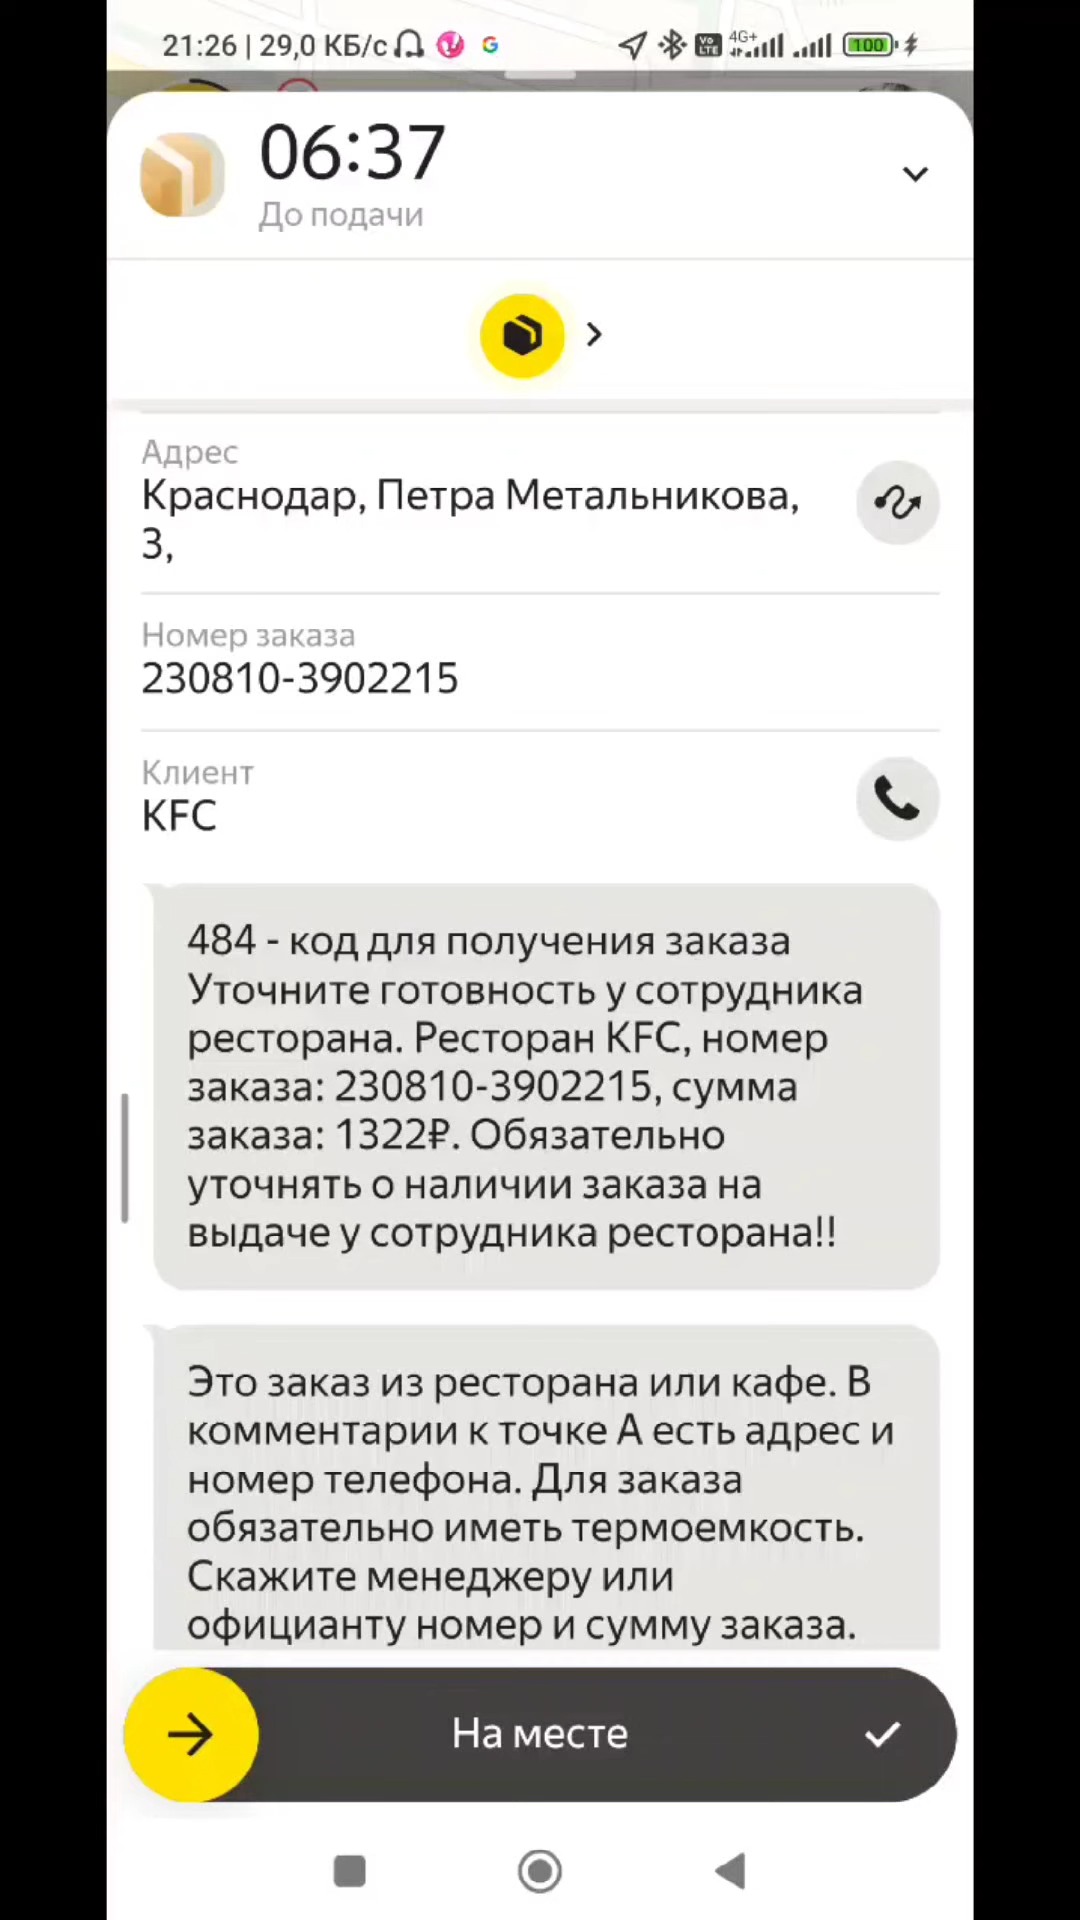 21:26 | 29,0 КБ/с
Vo LTE 4G+ 100
06:37
До подачи
Адрес
Краснодар, Петра Метальникова,
3,
Номер заказа
230810-3902215
Клиент
KFC
484 - код для получения заказа
Уточните готовность у сотрудника
ресторана. Ресторан KFC, номер
заказа: 230810-3902215, сумма
заказа: 1322₽. Обязательно
уточнять о наличии заказа на
выдаче у сотрудника ресторана!!
Это заказ из ресторана или кафе. В
комментарии к точке А есть адрес и
номер телефона. Для заказа
обязательно иметь термоемкость.
Скажите менеджеру или
официанту номер и сумму заказа.
На месте